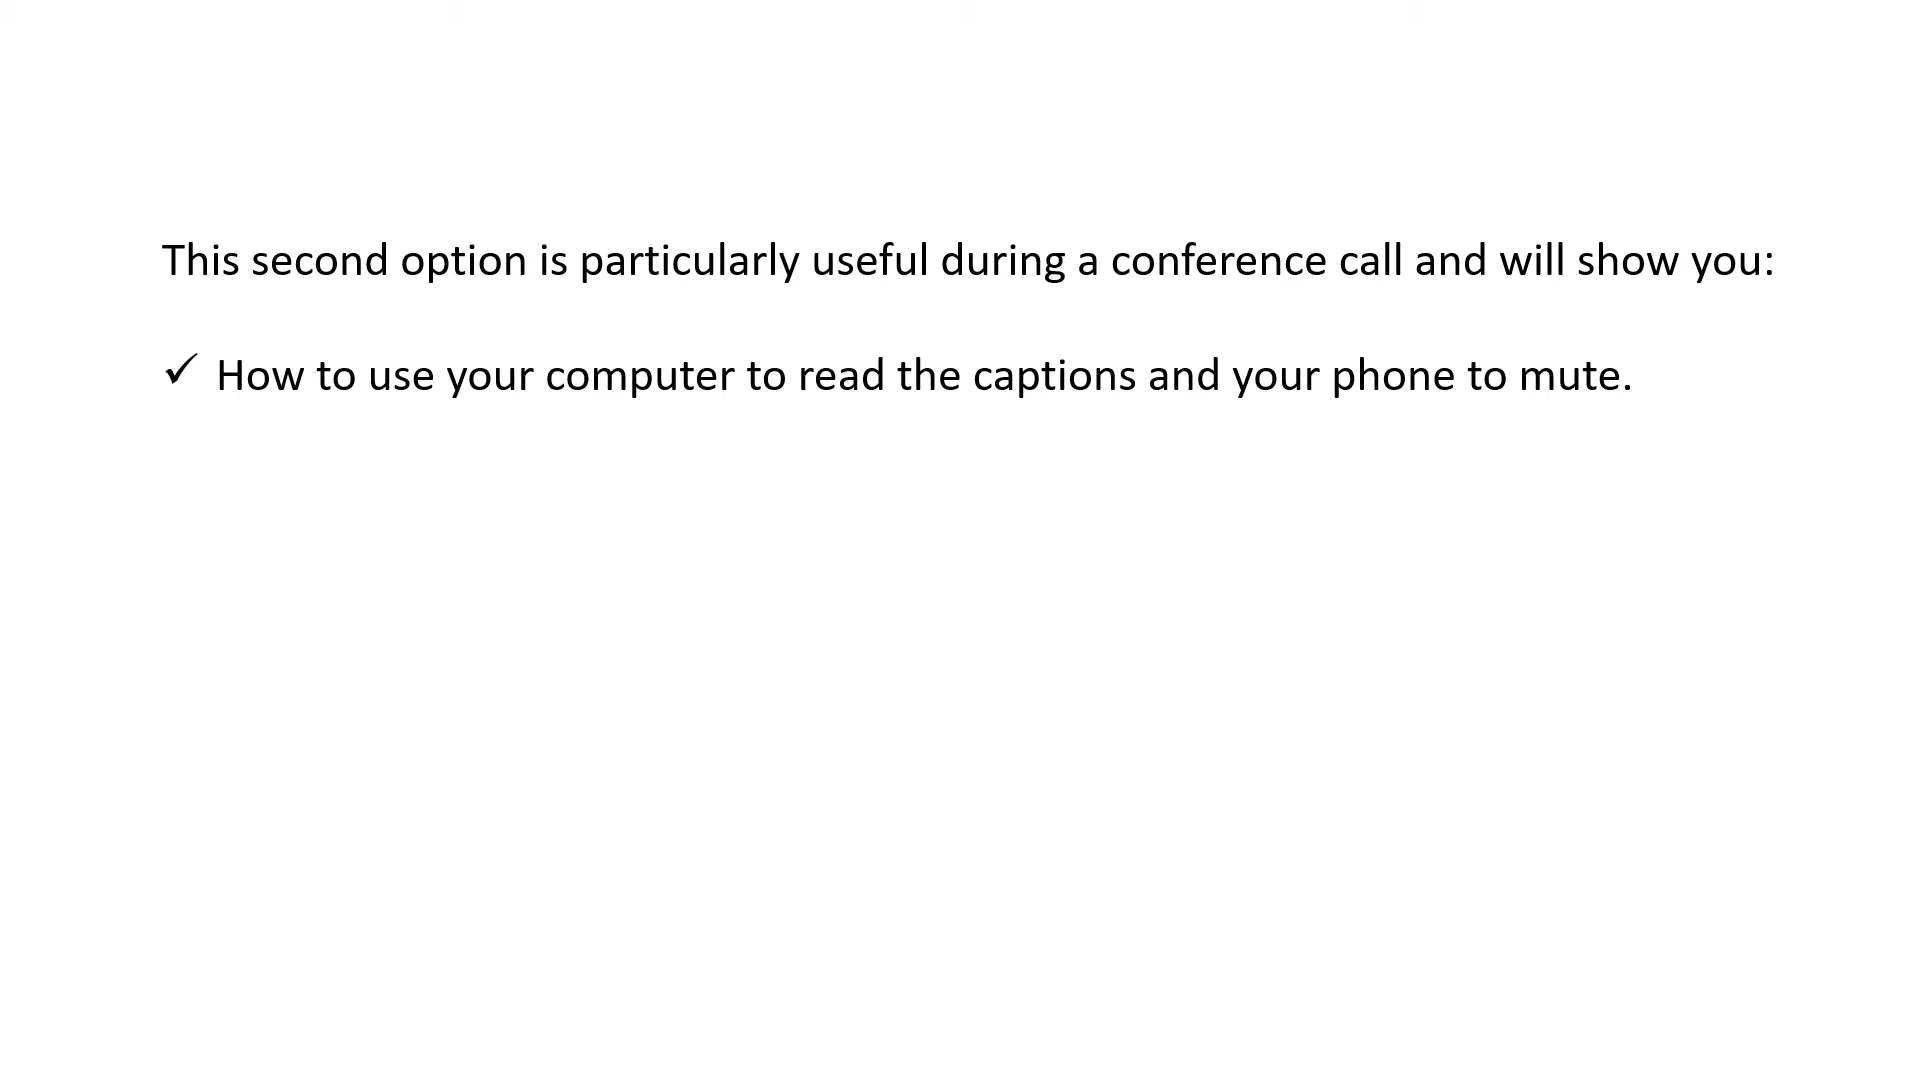 This second option is particularly useful during a conference call and will show you:
✓ How to use your computer to read the captions and your phone to mute.